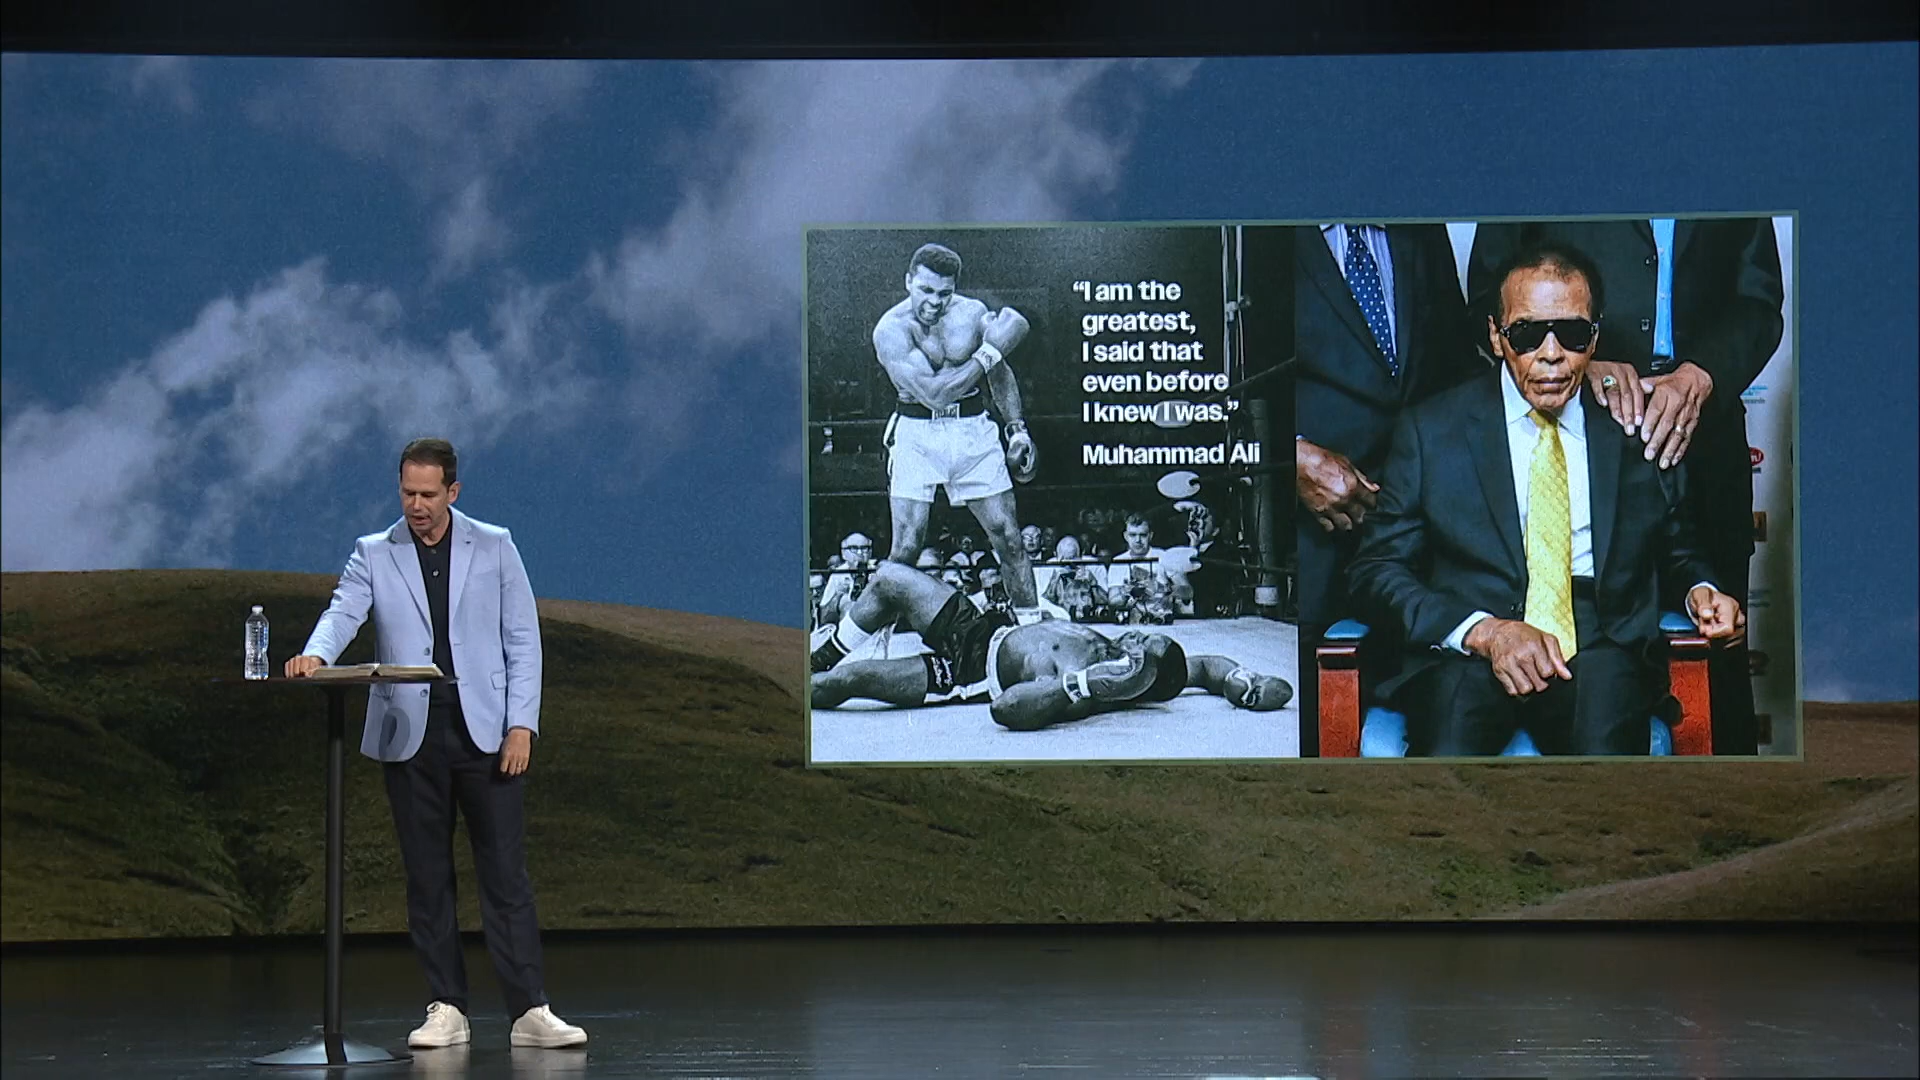 “I am the
greatest,
I said that
even before
I knew I was.”
Muhammad Ali